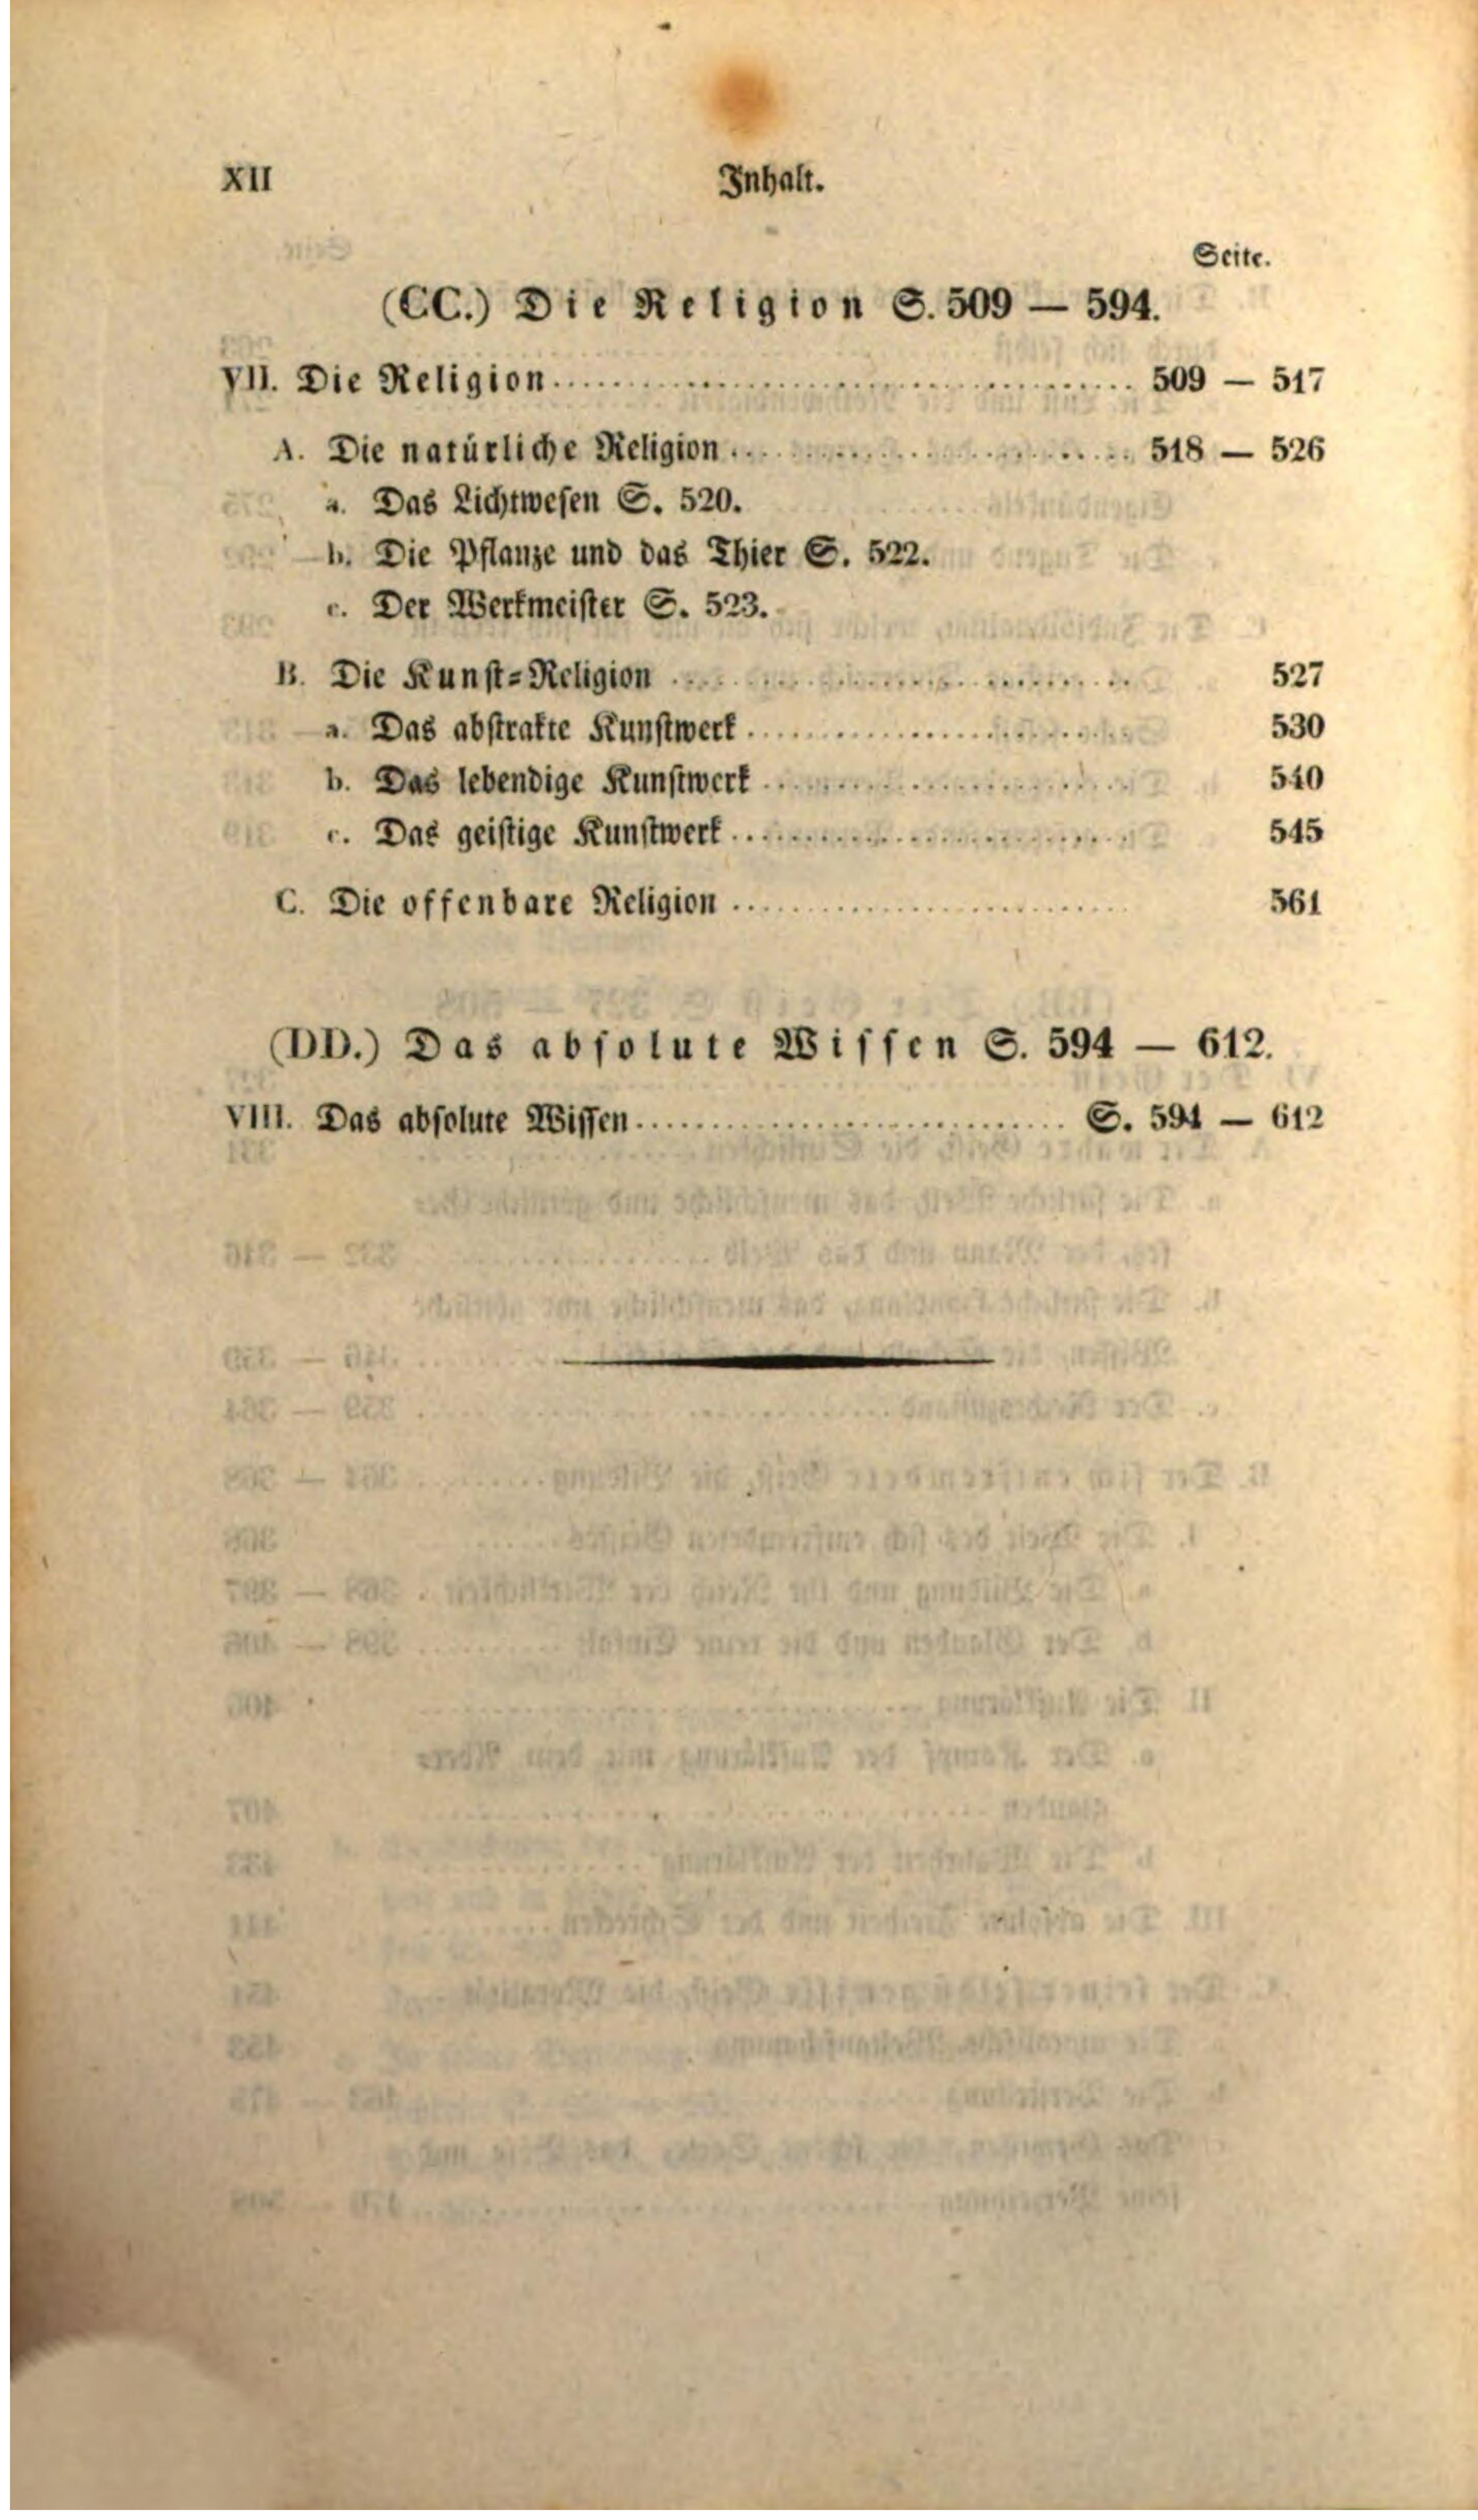 XII Inhalt.
Seite.
(CC.) Die Religion S. 509 — 594.
VII. Die Religion 509 — 517
A. Die natürliche Religion 518 — 526
a. Das Lichtwesen S. 520.
b. Die Pflanze und das Thier S. 522.
c. Der Werkmeister S. 523.
B. Die Kunst-Religion 527
a. Das abstrakte Kunstwerk 530
b. Das lebendige Kunstwerk 540
c. Das geistige Kunstwerk 545
C. Die offenbare Religion 561
(DD.) Das absolute Wissen S. 594 — 612.
VIII. Das absolute Wissen S. 594 — 612